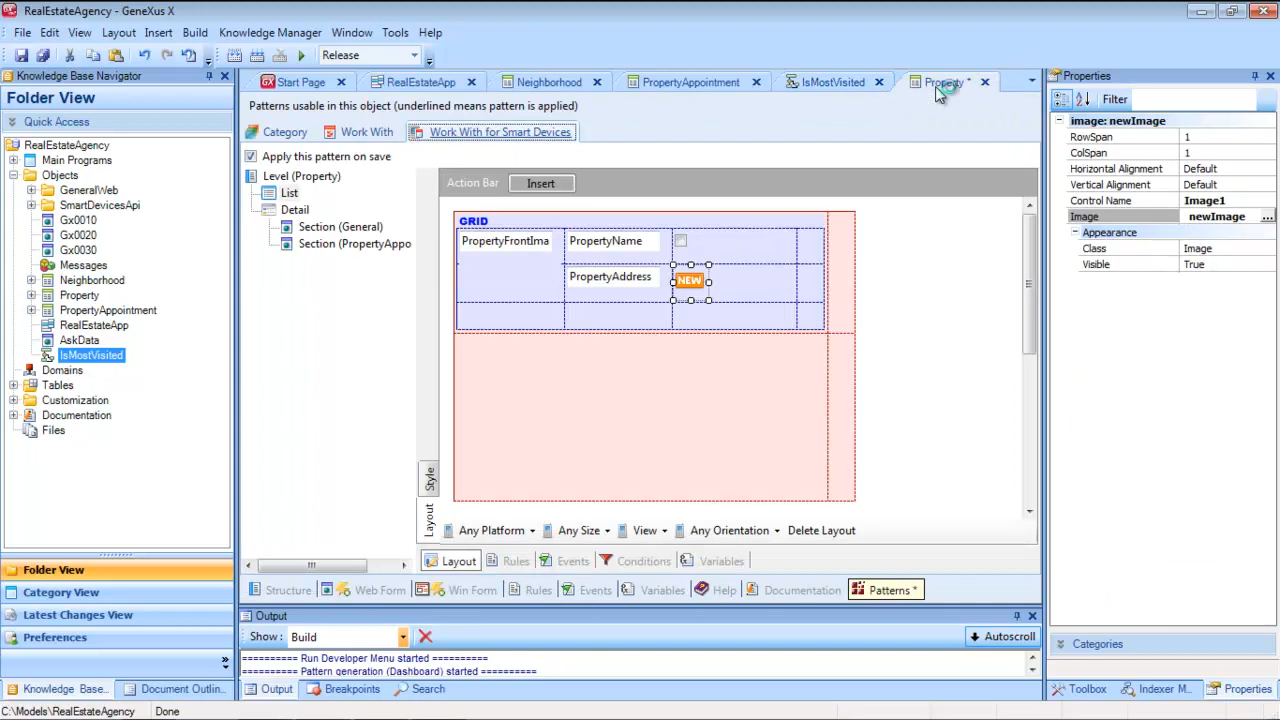 RealEstateAgency - GeneXus X
File Edit View Layout Insert Build Knowledge Manager Window Tools Help
Release
Knowledge Base Navigator
Start Page RealEstateApp Neighborhood PropertyAppointment IsMostVisited Property *
Properties
Folder View
Patterns usable in this object (underlined means pattern is applied)
Filter
Quick Access
Category Work With Work With for Smart Devices
image: newImage
RealEstateAgency
Main Programs
Objects
GeneralWeb
SmartDevicesApi
Gx0010
Gx0020
Gx0030
Messages
Neighborhood
Property
PropertyAppointment
RealEstateApp
AskData
IsMostVisited
Domains
Tables
Customization
Documentation
Files
Apply this pattern on save
Level (Property)
List
Detail
Section (General)
Section (PropertyAppo
Action Bar Insert
GRID
PropertyFrontIma PropertyName
PropertyAddress NEW
Style
Layout
Any Platform Any Size View Any Orientation Delete Layout
Layout Rules Events Conditions Variables
Structure Web Form Win Form Rules Events Variables Help Documentation Patterns *
RowSpan 1
ColSpan 1
Horizontal Alignment Default
Vertical Alignment Default
Control Name Image1
Image newImage ...
Appearance
Class Image
Visible True
Folder View
Category View
Latest Changes View
Preferences
Output
Show : Build Autoscroll
========== Run Developer Menu started ==========
========== Pattern generation (Dashboard) started ==========
Categories
Knowledge Base... Document Outlin...
Output Breakpoints Search
Toolbox Indexer M... Properties
C:\Models\RealEstateAgency Done